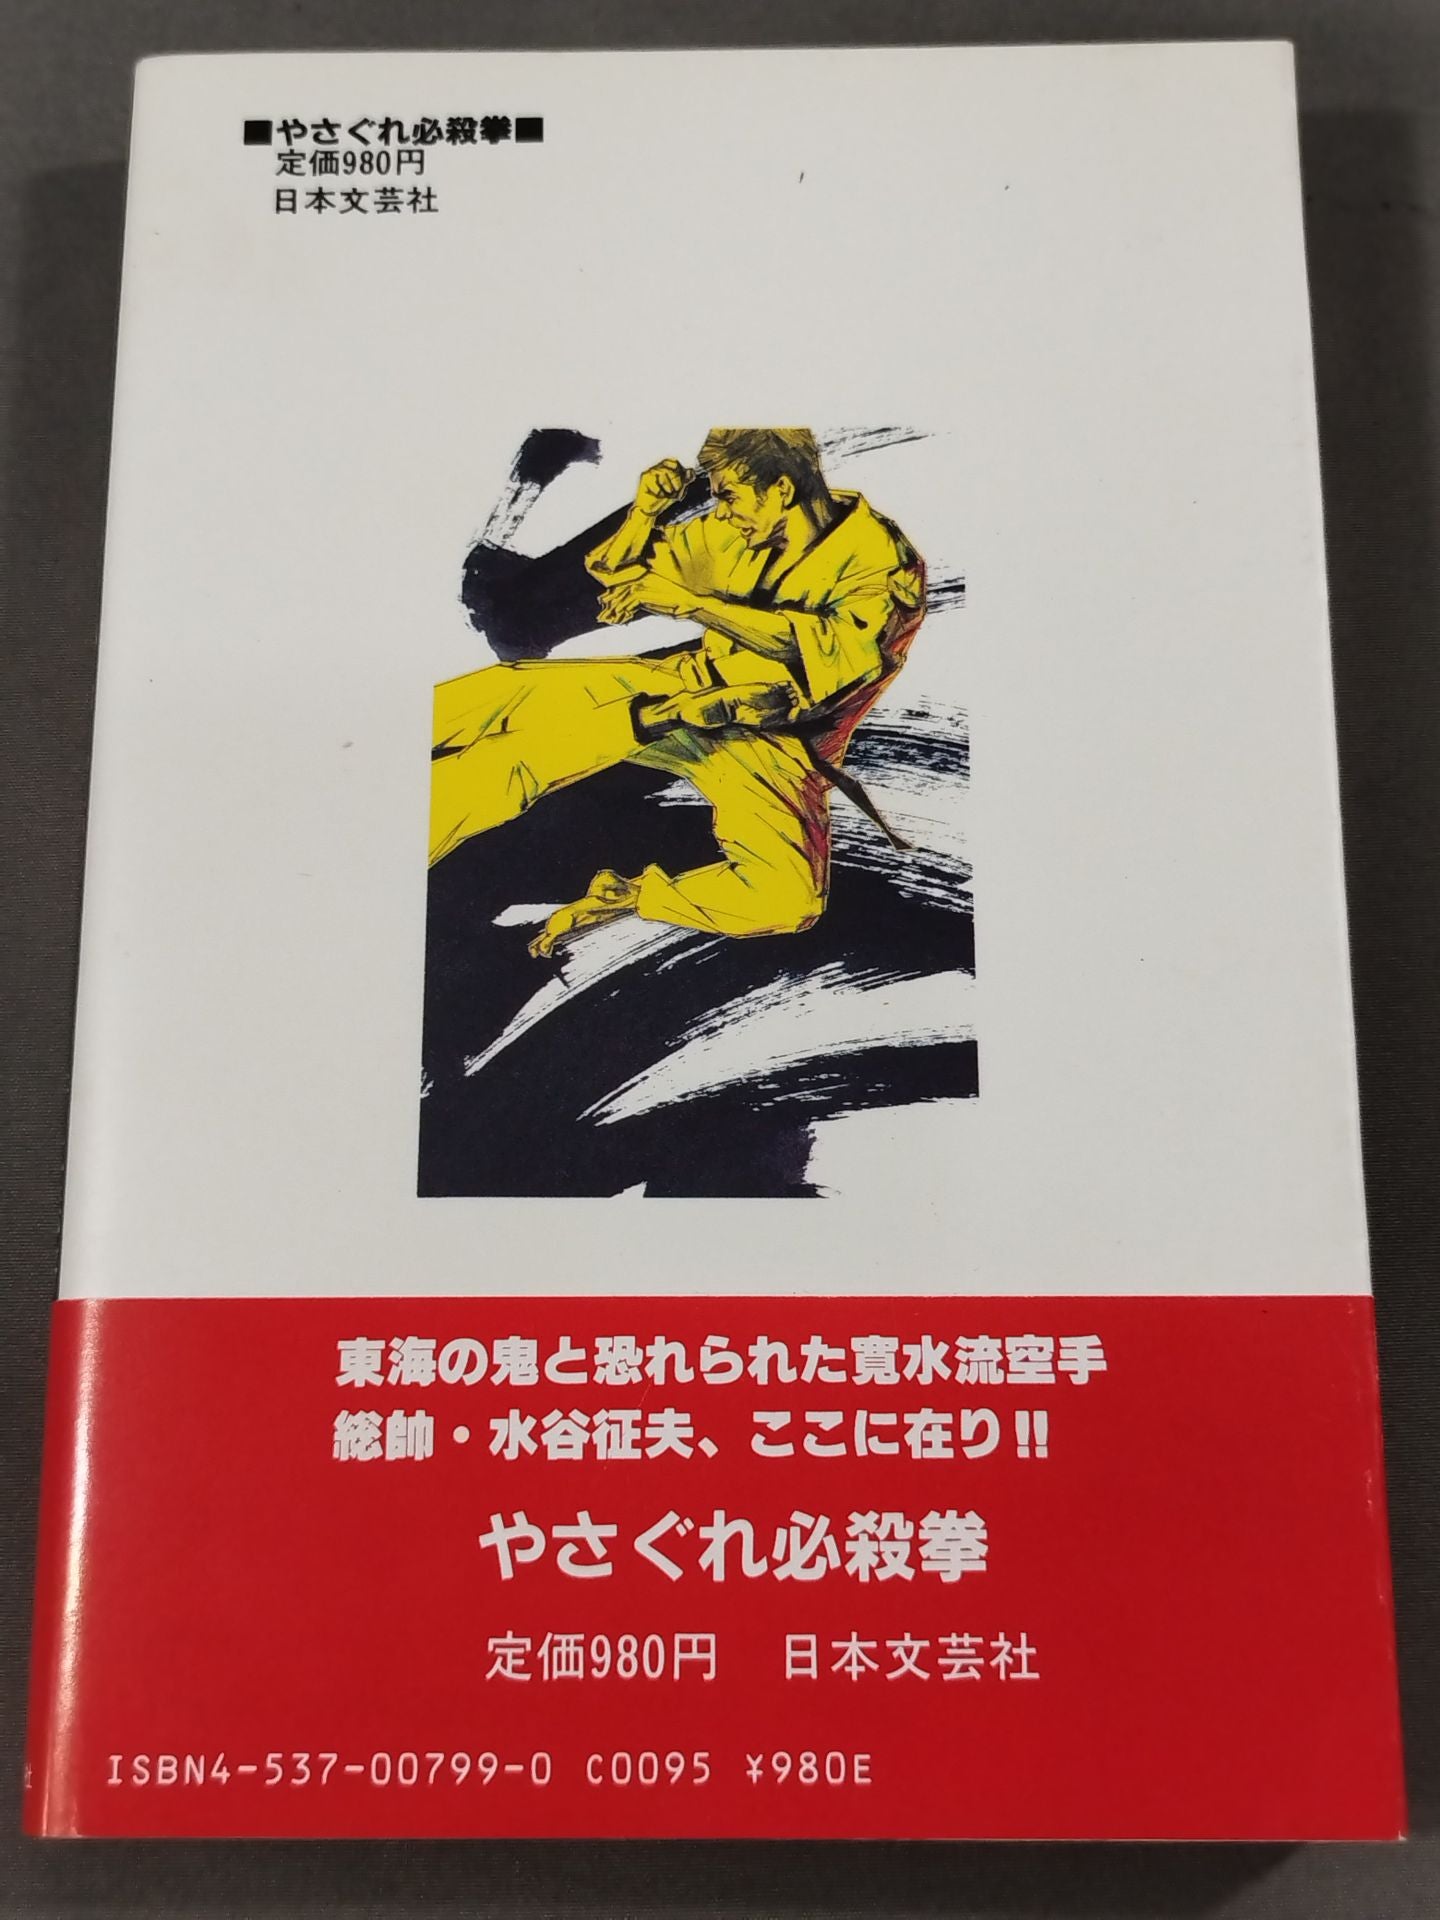 ■やさぐれ必殺拳■
定価980円
日本文芸社
東海の鬼と恐れられた寛水流空手
総帥・水谷征夫、ここに在り!!
やさぐれ必殺拳
定価980円　日本文芸社
ISBN4-537-00799-0 C0095 ¥980E